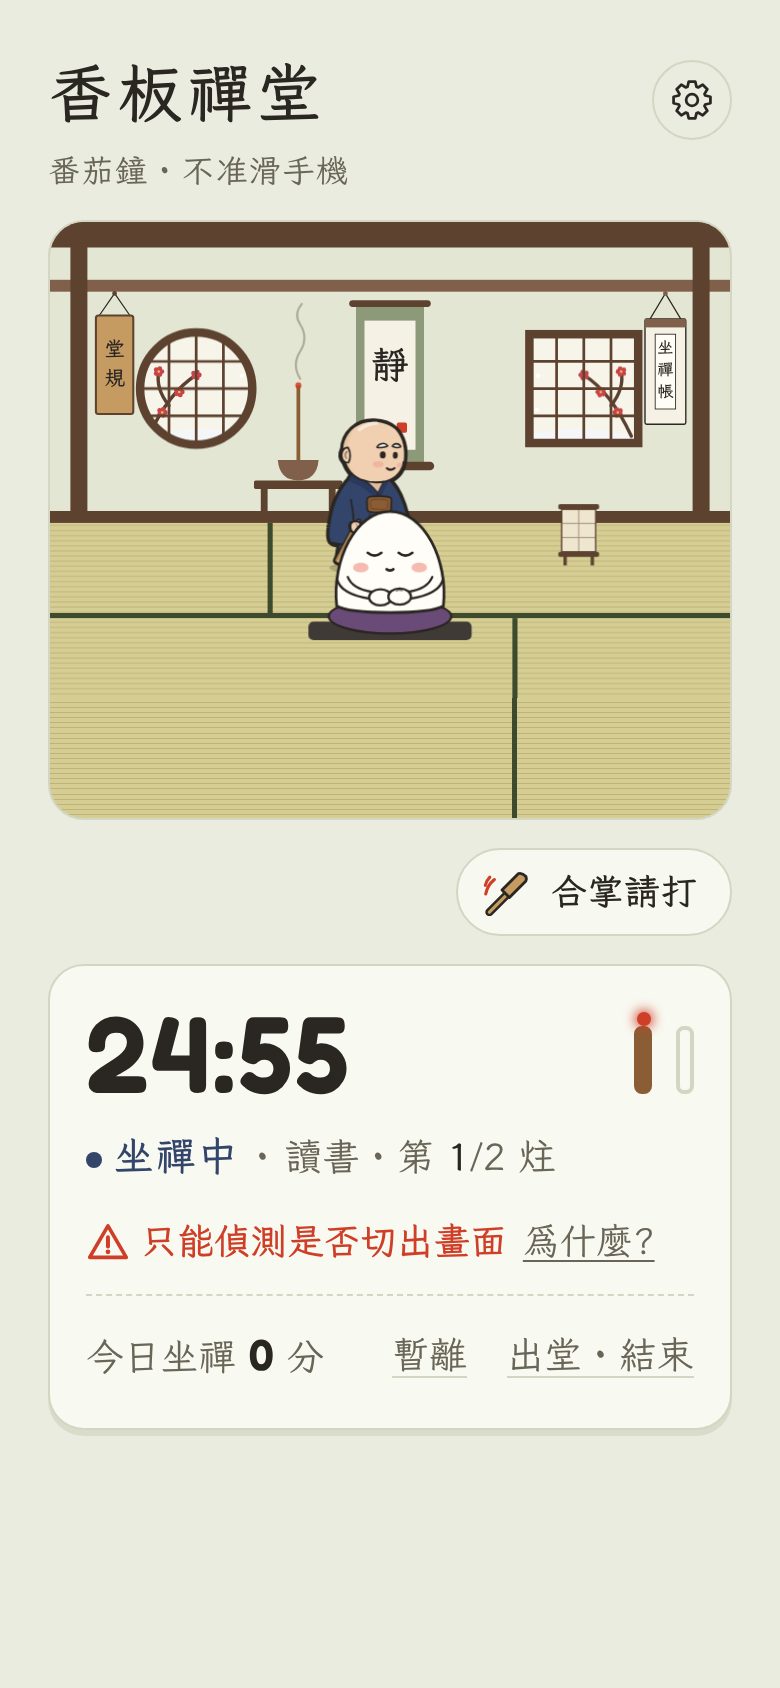 香板禪堂
番茄鐘・不准滑手機
堂規
靜
坐禪帳
合掌請打
24:55
坐禪中・讀書・第 1/2 炷
只能偵測是否切出畫面 為什麼?
今日坐禪 0 分 暫離 出堂・結束